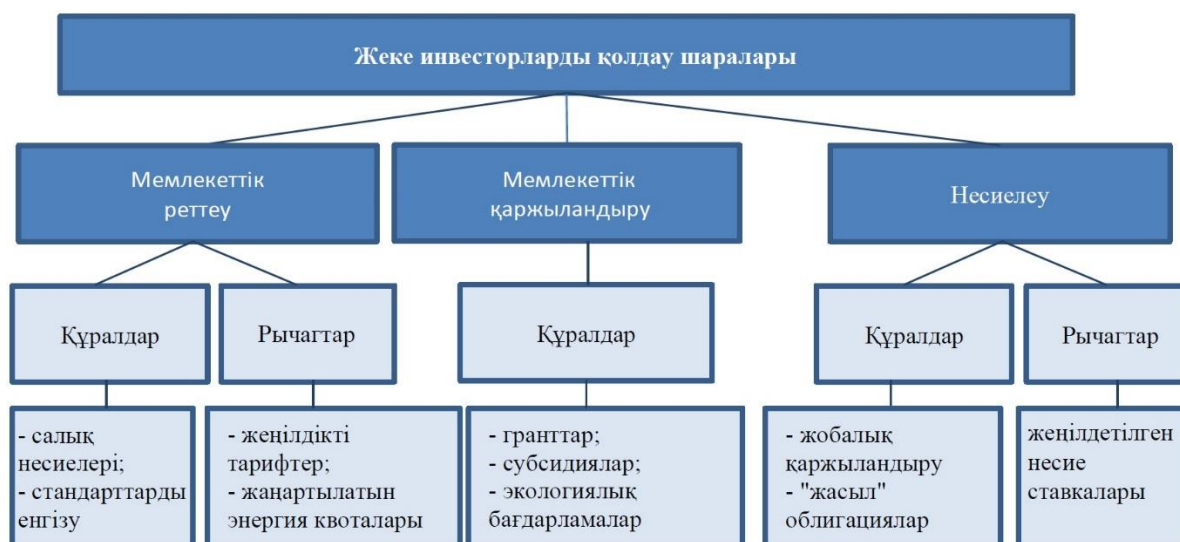 Жеке инвесторларды қолдау шаралары
Мемлекеттік
реттеу
Мемлекеттік
қаржыландыру
Несиелеу
Құралдар
Рычагтар
Құралдар
Құралдар
Рычагтар
- салық
несиелері;
- стандарттарды
енгізу
- жеңілдікті
тарифтер;
- жаңартылатын
энергия квоталары
- гранттар;
- субсидиялар;
- экологиялық
бағдарламалар
- жобалық
қаржыландыру
- "жасыл"
облигациялар
жеңілдетілген
несие
ставкалары